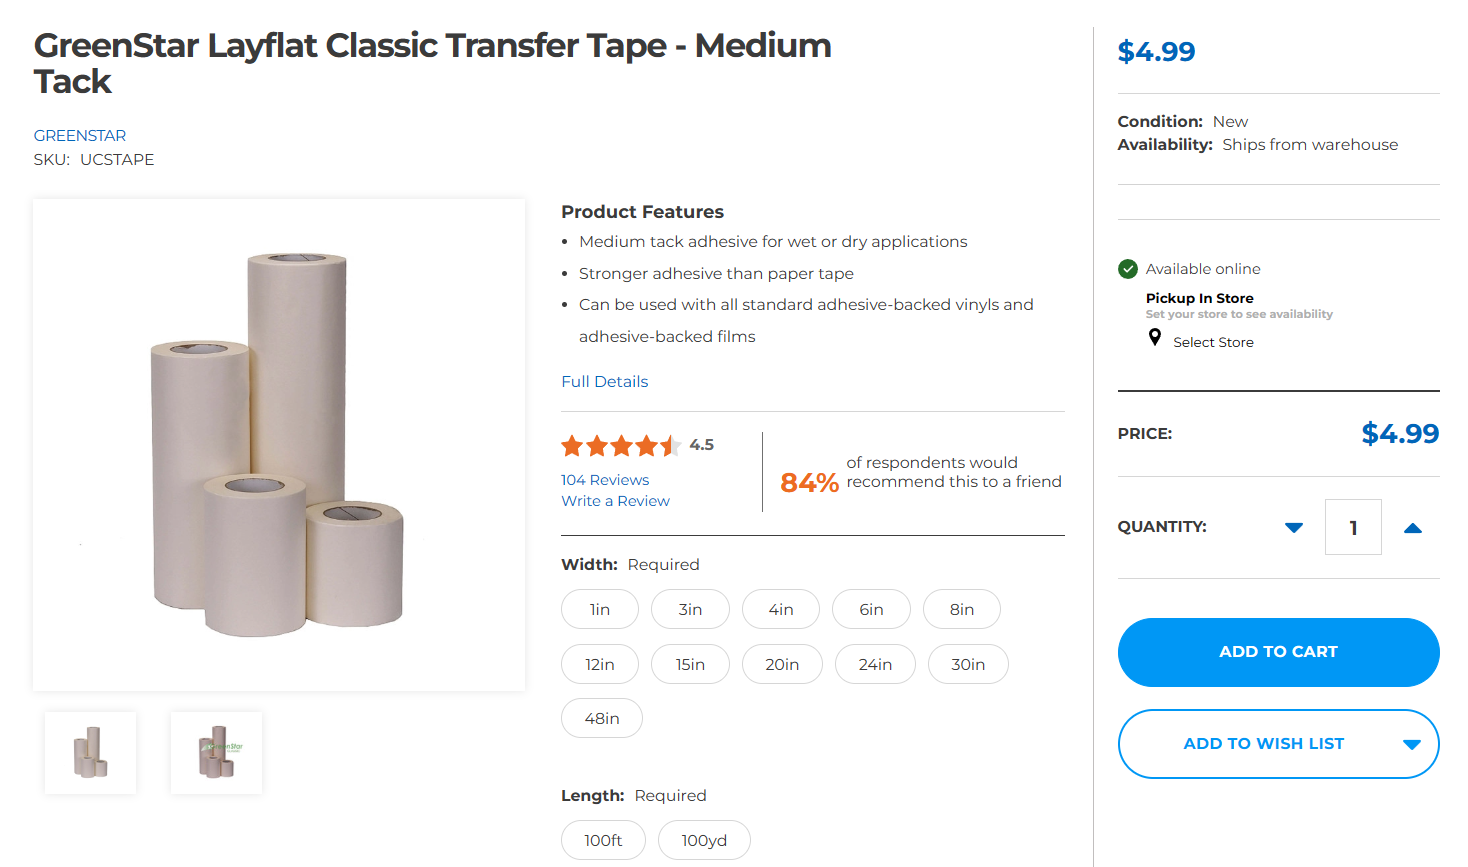 GreenStar Layflat Classic Transfer Tape - Medium
Tack
GREENSTAR
SKU: UCSTAPE
Product Features
• Medium tack adhesive for wet or dry applications
• Stronger adhesive than paper tape
• Can be used with all standard adhesive-backed vinyls and
adhesive-backed films
Full Details
4.5
104 Reviews
Write a Review
84%
of respondents would
recommend this to a friend
Width: Required
1in 3in 4in 6in 8in
12in 15in 20in 24in 30in
48in
Length: Required
100ft 100yd
$4.99
Condition: New
Availability: Ships from warehouse
Available online
Pickup In Store
Set your store to see availability
Select Store
PRICE: $4.99
QUANTITY: 1
ADD TO CART
ADD TO WISH LIST
GreenStar